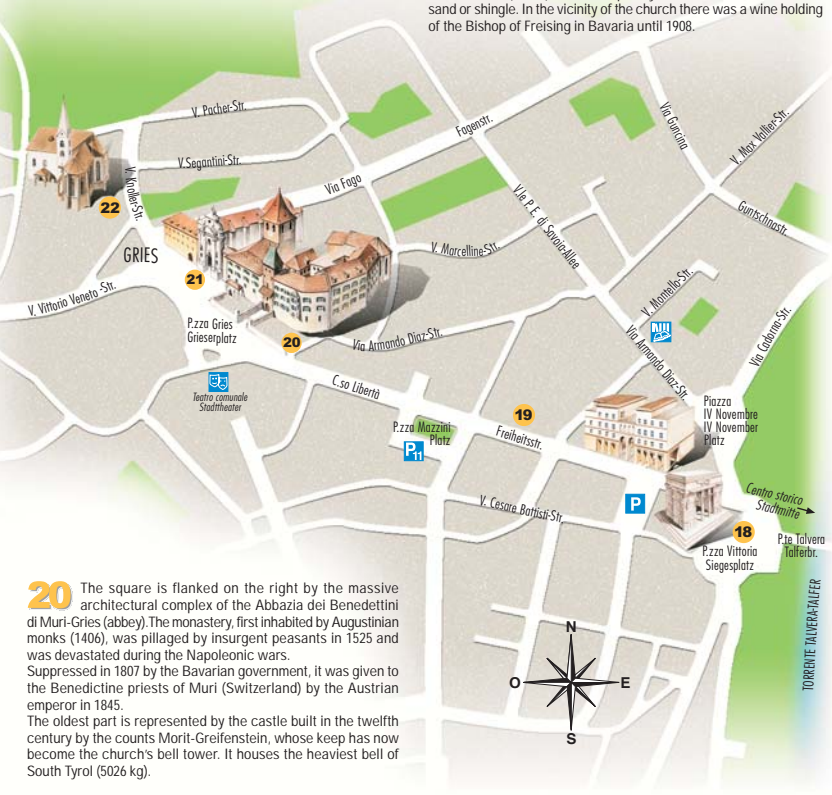 sand or shingle. In the vicinity of the church there was a wine holding
of the Bishop of Freising in Bavaria until 1908.
V. Pacher-Str.
Fagenstr.
Via Guncina
V. Max Valier-Str.
V.Segantini-Str.
V. Knoller-Str.
Via Fago
22
V.le P. E. di Savoia-Allee
Guntschnastr.
GRIES
V. Marcelline-Str.
21
V. Montello-Str.
V. Vittorio Veneto -Str.
P.zza Gries
Grieserplatz
20
Via Armando Diaz-Str.
Via Armando Diaz-Str.
Via Cadorna-Str.
Teatro comunale
Stadttheater
C.so Libertà
19
Piazza
IV Novembre
IV November
Platz
P.zza Mazzini
Platz
Freiheitsstr.
P11
Centro storico
Stadtmitte
V. Cesare Battisti-Str.
P
18
P.te Talvera
Talferbr.
P.zza Vittoria
Siegesplatz
TORRENTE TALVERA-TALFER
20 The square is flanked on the right by the massive
architectural complex of the Abbazia dei Benedettini
di Muri-Gries (abbey).The monastery, first inhabited by Augustinian
monks (1406), was pillaged by insurgent peasants in 1525 and
was devastated during the Napoleonic wars.
Suppressed in 1807 by the Bavarian government, it was given to
the Benedictine priests of Muri (Switzerland) by the Austrian
emperor in 1845.
The oldest part is represented by the castle built in the twelfth
century by the counts Morit-Greifenstein, whose keep has now
become the church's bell tower. It houses the heaviest bell of
South Tyrol (5026 kg).
N
O
E
S